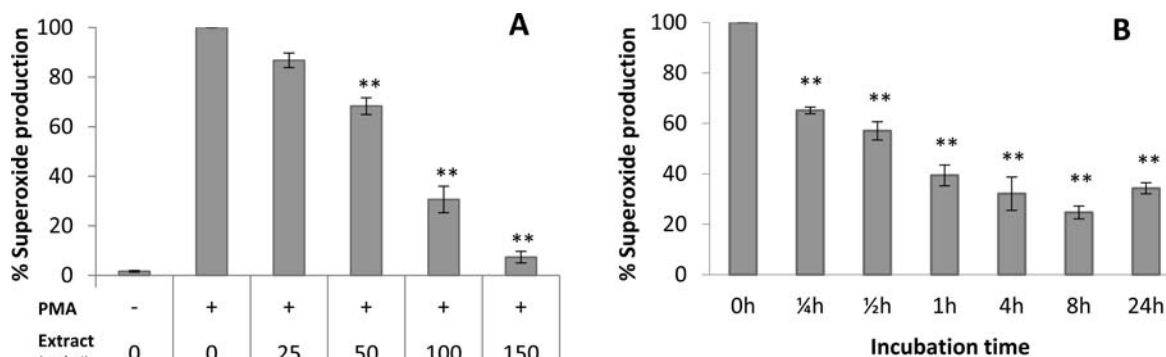 A
% Superoxide production
100
80
60
40
20
0
**
**
**
PMA - + + + + +
Extract 0 0 25 50 100 150
B
% Superoxide production
100
80
60
40
20
0
**
**
**
**
**
**
0h ¼h ½h 1h 4h 8h 24h
Incubation time